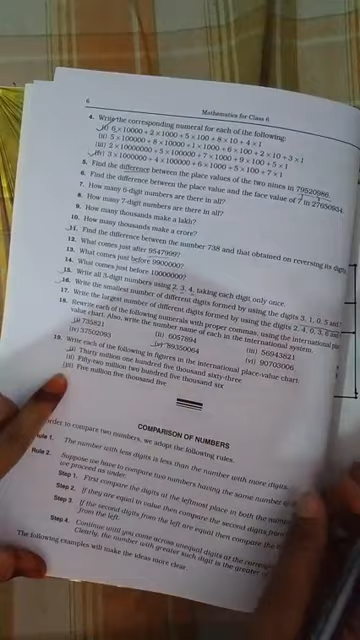 6
Mathematics for Class 6
4. Write the corresponding numeral for each of the following:
(i) 6 × 10000 + 2 × 1000 + 5 × 100 + 8 × 10 + 4 × 1
(ii) 5 × 100000 + 8 × 10000 + 1 × 1000 + 6 × 100 + 2 × 10 + 3 × 1
(iii) 2 × 10000000 + 5 × 100000 + 7 × 1000 + 9 × 100 + 5 × 1
(iv) 3 × 1000000 + 4 × 100000 + 6 × 1000 + 5 × 100 + 7 × 1
5. Find the difference between the place values of the two nines in 79520986.
6. Find the difference between the place value and the face value of 7 in 27650934.
7. How many 6-digit numbers are there in all?
8. How many 7-digit numbers are there in all?
9. How many thousands make a lakh?
10. How many thousands make a crore?
11. Find the difference between the number 738 and that obtained on reversing its digits.
12. What comes just after 9547999?
13. What comes just before 9900000?
14. What comes just before 10000000?
15. Write all 3-digit numbers using 2, 3, 4, taking each digit only once.
16. Write the smallest number of different digits formed by using the digits 3, 1, 0, 5 and
17. Write the largest number of different digits formed by using the digits 2, 4, 0, 3, 6 and
18. Rewrite each of the following numerals with proper commas, using the international place-
value chart. Also, write the number name of each in the international system.
(i) 735821 (ii) 6057894 (iii) 56943821
(iv) 37502093 (v) 89350064 (vi) 90703006
19. Write each of the following in figures in the international place-value chart.
(i) Thirty million one hundred five thousand sixty-three
(ii) Fifty-two million two hundred five thousand six
(iii) Five million five thousand five
COMPARISON OF NUMBERS
order to compare two numbers, we adopt the following rules.
Rule 1. The number with less digits is less than the number with more digits.
Rule 2. Suppose we have to compare two numbers having the same number of
we proceed as under.
Step 1. First compare the digits at the leftmost place in both the num
Step 2. If they are equal in value then compare the second digits from
Step 3. If the second digits from the left are equal then compare the
from the left.
Step 4. Continue until you come across unequal digits at the corresp
Clearly, the number with greater such digit is the greater
The following examples will make the ideas more clear.